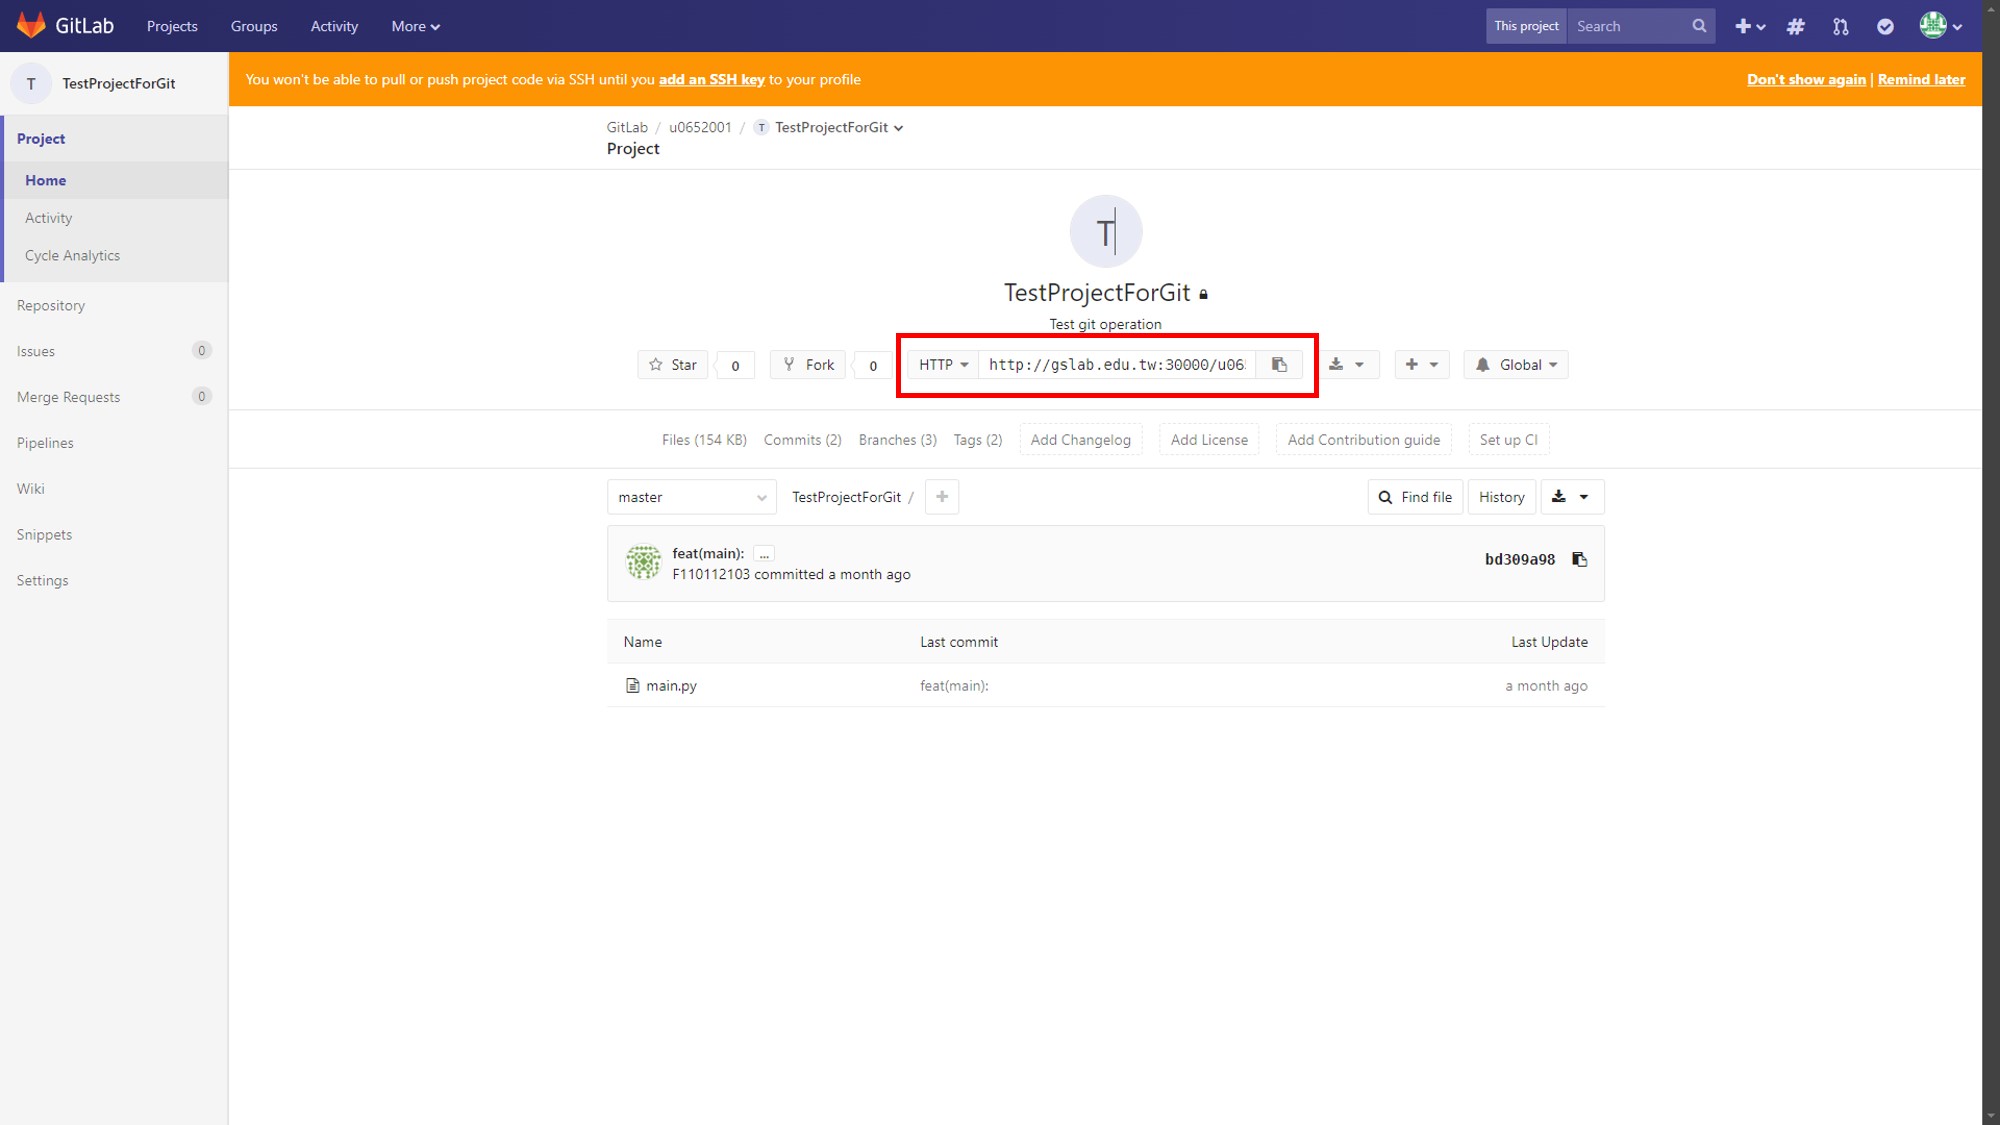 GitLab Projects Groups Activity More This project Search
T TestProjectForGit
You won't be able to pull or push project code via SSH until you add an SSH key to your profile Don't show again | Remind later
Project
Home
Activity
Cycle Analytics
Repository
Issues 0
Merge Requests 0
Pipelines
Wiki
Snippets
Settings
GitLab / u0652001 / T TestProjectForGit
Project
T
TestProjectForGit
Test git operation
Star 0 Fork 0 HTTP http://gslab.edu.tw:30000/u06 Global
Files (154 KB) Commits (2) Branches (3) Tags (2) Add Changelog Add License Add Contribution guide Set up CI
master TestProjectForGit / + Find file History
feat(main): ... bd309a98
F110112103 committed a month ago
Name Last commit Last Update
main.py feat(main): a month ago